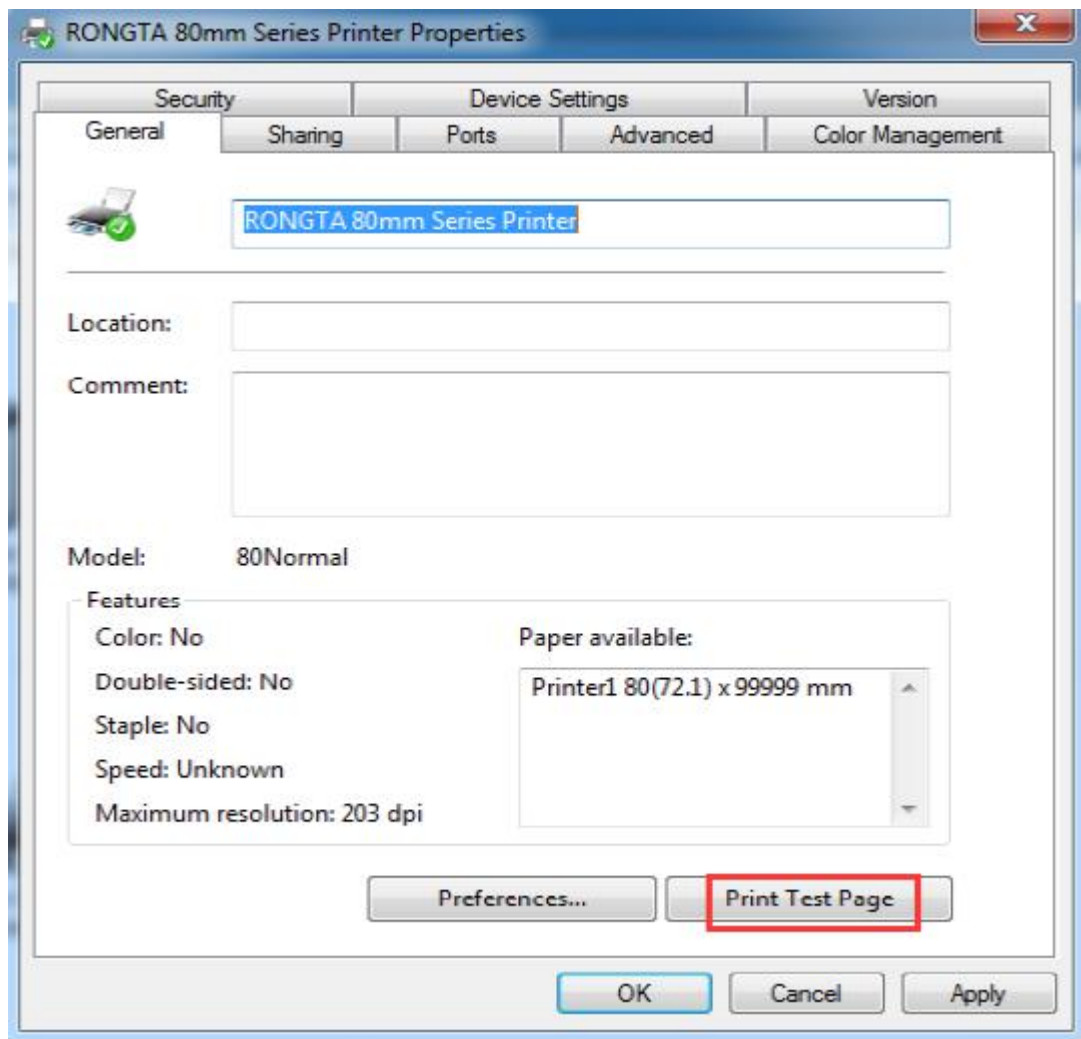 RONGTA 80mm Series Printer Properties
Security Device Settings Version
General Sharing Ports Advanced Color Management
RONGTA 80mm Series Printer
Location:
Comment:
Model: 80Normal
Features
Color: No
Double-sided: No
Staple: No
Speed: Unknown
Maximum resolution: 203 dpi
Paper available:
Printer1 80(72.1) x 99999 mm
Preferences... Print Test Page
OK Cancel Apply